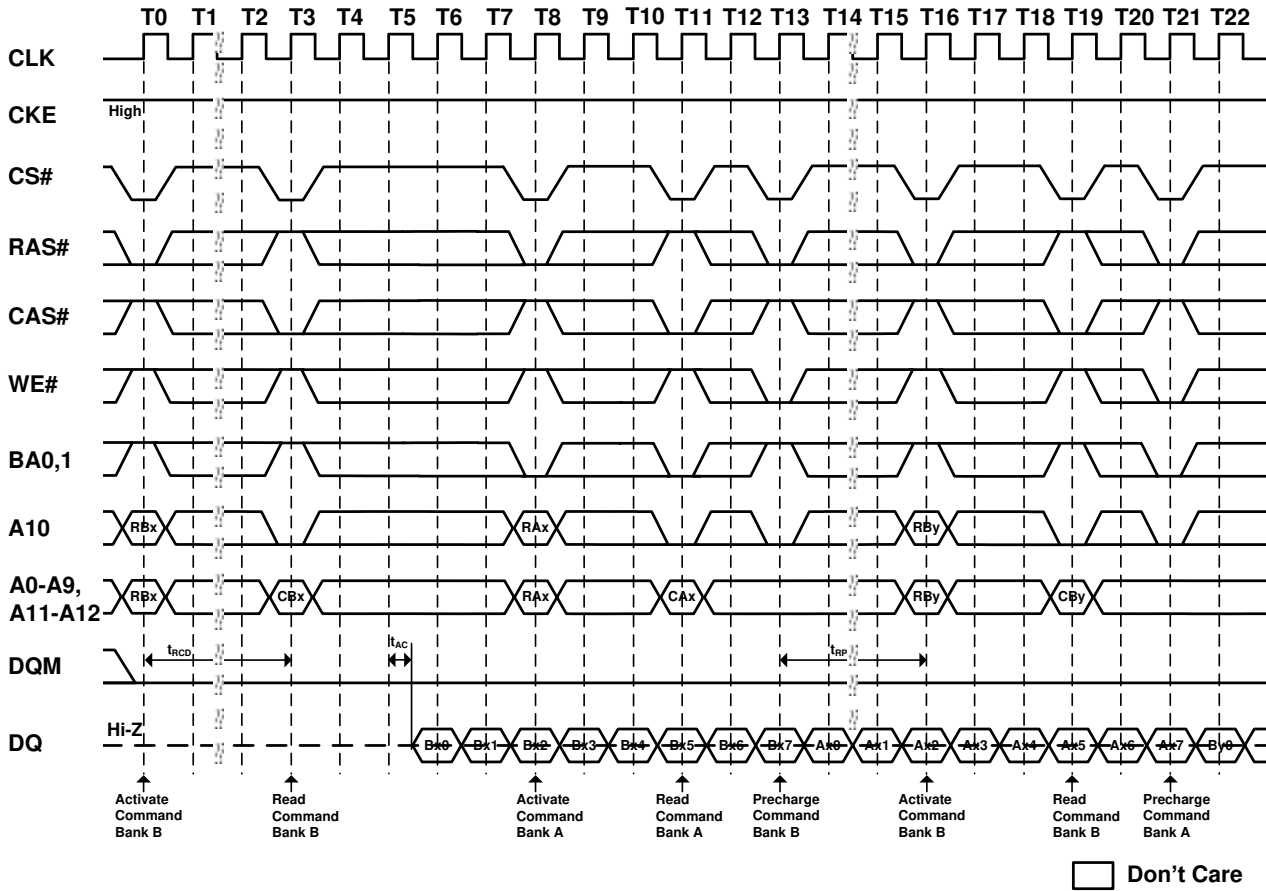 T0 T1 T2 T3 T4 T5 T6 T7 T8 T9 T10 T11 T12 T13 T14 T15 T16 T17 T18 T19 T20 T21 T22
CLK
CKE High
CS#
RAS#
CAS#
WE#
BA0,1
A10 RBx RAx RBy
A0-A9,
A11-A12 RBx CBx RAx CAx RBy CBy
DQM tRCD tAC tRP
DQ Hi-Z Bx0 Bx1 Bx2 Bx3 Bx4 Bx5 Bx6 Bx7 Ax0 Ax1 Ax2 Ax3 Ax4 Ax5 Ax6 Ax7 By0
Activate
Command
Bank B
Read
Command
Bank B
Activate
Command
Bank A
Read
Command
Bank A
Precharge
Command
Bank B
Activate
Command
Bank B
Read
Command
Bank B
Precharge
Command
Bank A
Don't Care